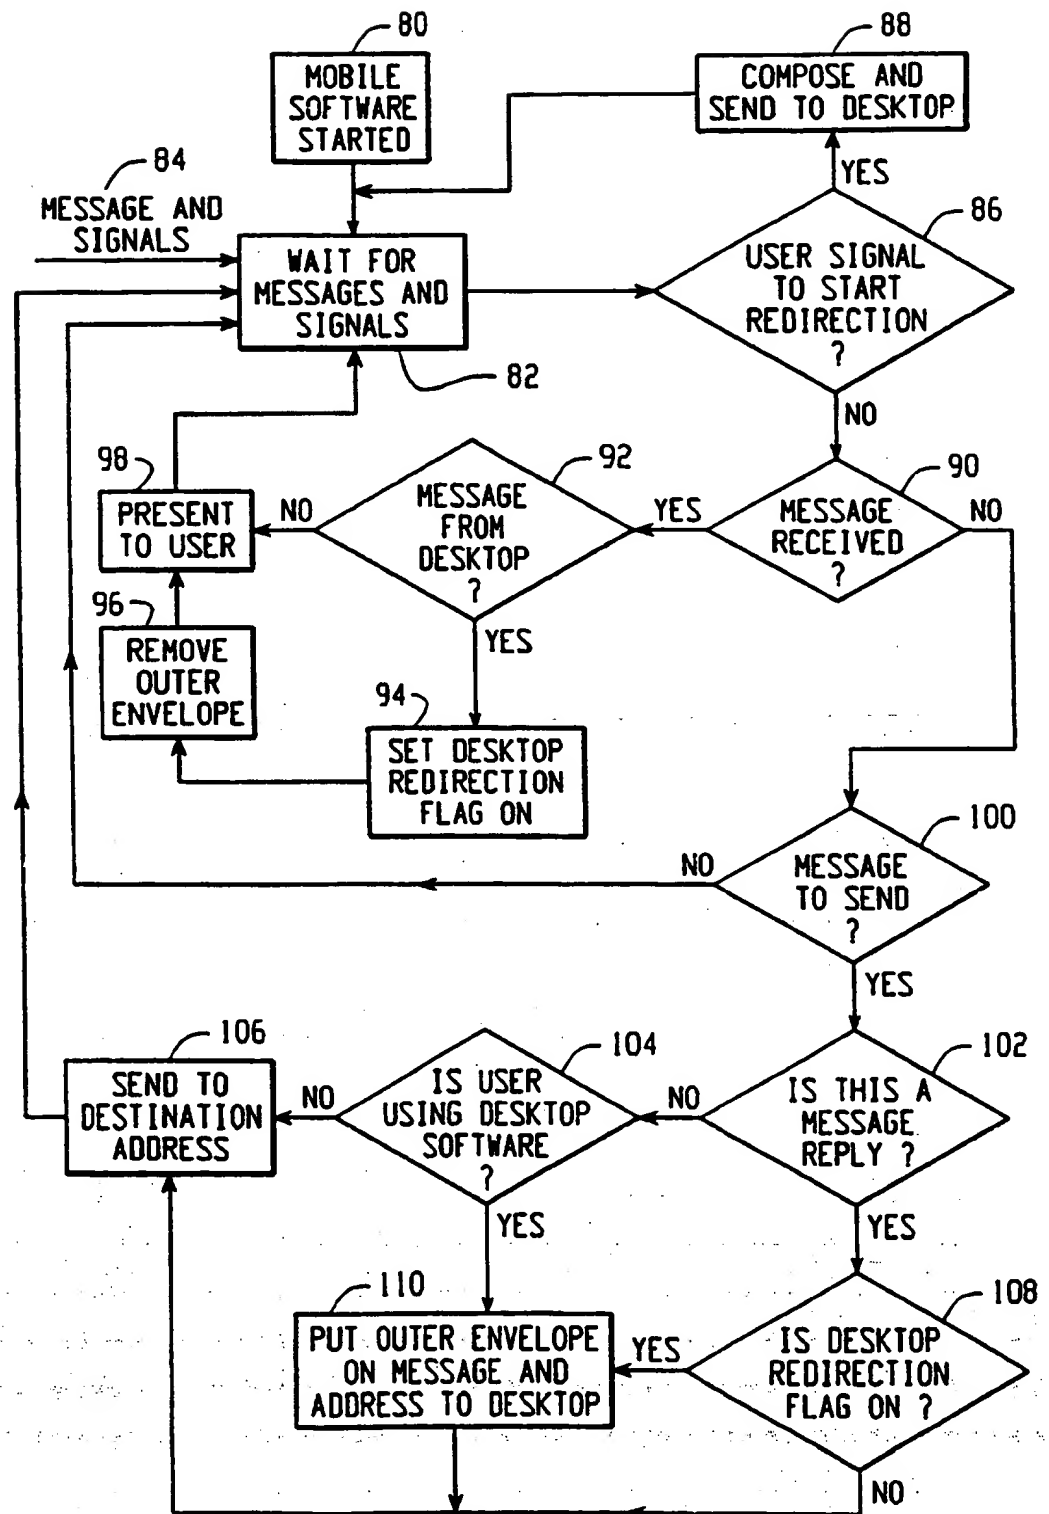 80
MOBILE
SOFTWARE
STARTED
88
COMPOSE AND
SEND TO DESKTOP
YES
84
MESSAGE AND
SIGNALS
WAIT FOR
MESSAGES AND
SIGNALS
82
86
USER SIGNAL
TO START
REDIRECTION
?
NO
98
PRESENT
TO USER
NO
92
MESSAGE
FROM
DESKTOP
?
YES
90
MESSAGE
RECEIVED
?
NO
96
REMOVE
OUTER
ENVELOPE
YES
94
SET DESKTOP
REDIRECTION
FLAG ON
100
NO
MESSAGE
TO SEND
?
YES
106
SEND TO
DESTINATION
ADDRESS
NO
104
IS USER
USING DESKTOP
SOFTWARE
?
NO
102
IS THIS A
MESSAGE
REPLY ?
YES
YES
110
PUT OUTER ENVELOPE
ON MESSAGE AND
ADDRESS TO DESKTOP
YES
108
IS DESKTOP
REDIRECTION
FLAG ON ?
NO